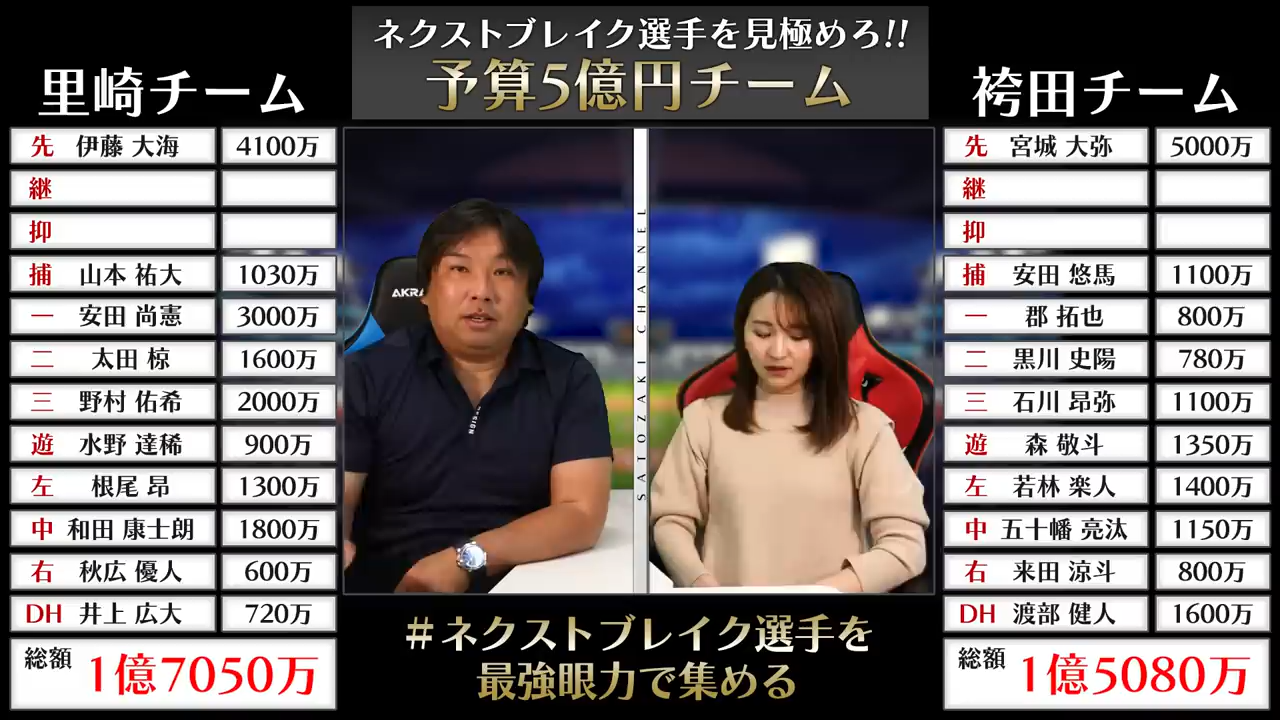 ネクストブレイク選手を見極めろ!!
予算5億円チーム
里崎チーム
先 伊藤 大海 4100万
継
抑
捕 山本 祐大 1030万
一 安田 尚憲 3000万
二 太田 椋 1600万
三 野村 佑希 2000万
遊 水野 達稀 900万
左 根尾 昂 1300万
中 和田 康士朗 1800万
右 秋広 優人 600万
DH 井上 広大 720万
総額 1億7050万
AKRA
SATOZAKI CHANNEL
袴田チーム
先 宮城 大弥 5000万
継
抑
捕 安田 悠馬 1100万
一 郡 拓也 800万
二 黒川 史陽 780万
三 石川 昂弥 1100万
遊 森 敬斗 1350万
左 若林 楽人 1400万
中 五十幡 亮汰 1150万
右 来田 涼斗 800万
DH 渡部 健人 1600万
総額 1億5080万
#ネクストブレイク選手を
最強眼力で集める